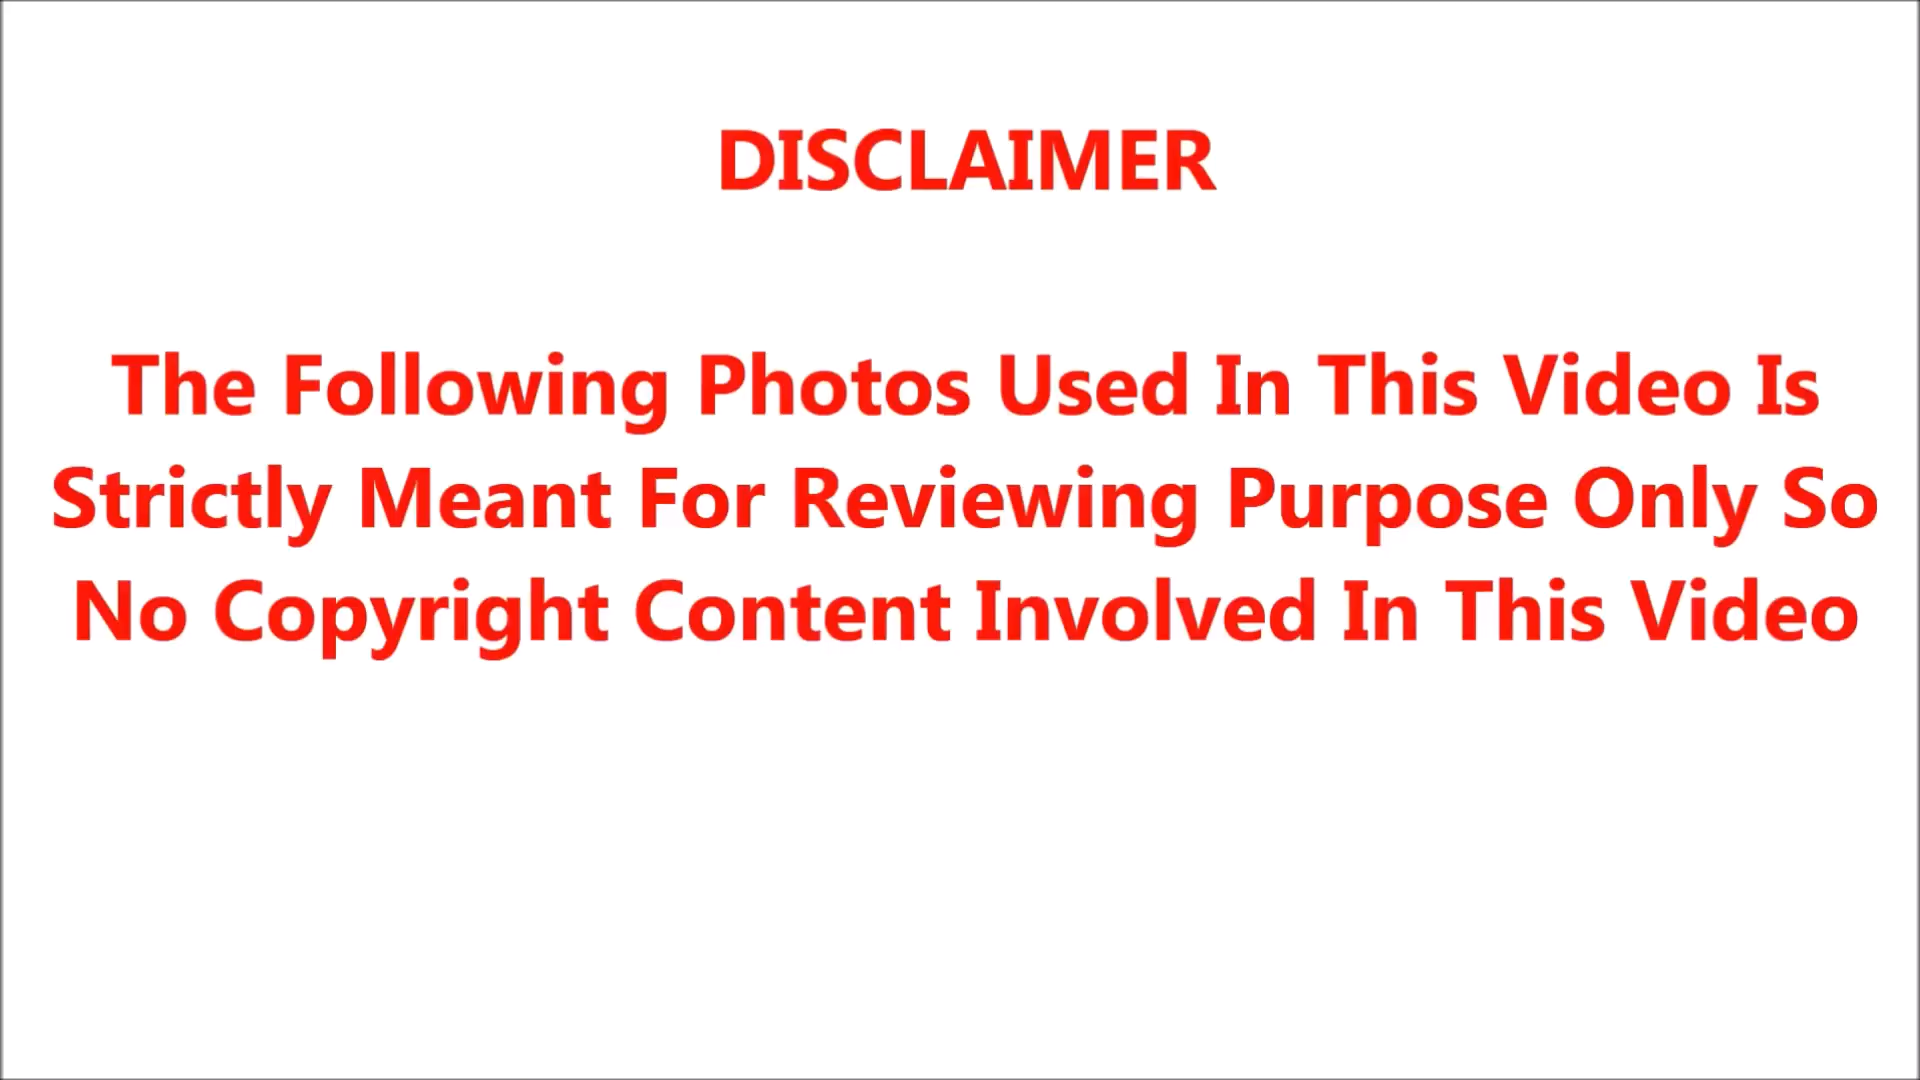 DISCLAIMER
The Following Photos Used In This Video Is
Strictly Meant For Reviewing Purpose Only So
No Copyright Content Involved In This Video